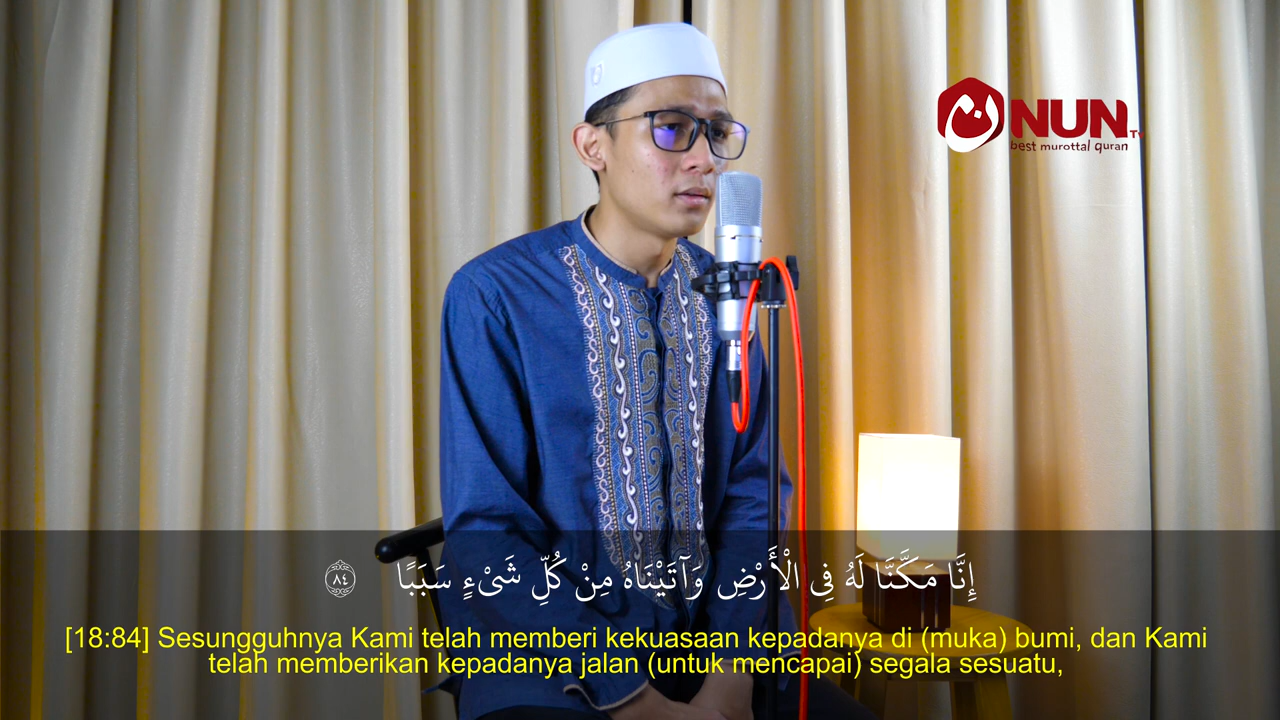 NUN TV
best murottal quran
إِنَّا مَكَّنَّا لَهُ فِى الْأَرْضِ وَآتَيْنَاهُ مِنْ كُلِّ شَىْءٍ سَبَبًا ٨٤
[18:84] Sesungguhnya Kami telah memberi kekuasaan kepadanya di (muka) bumi, dan Kami
telah memberikan kepadanya jalan (untuk mencapai) segala sesuatu,